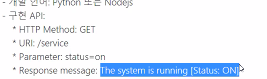 - 개발 언어: Python 또는 Nodejs
- 구현 API:
* HTTP Method: GET
* URI: /service
* Parameter: status=on
* Response message: The system is running [Status: ON]